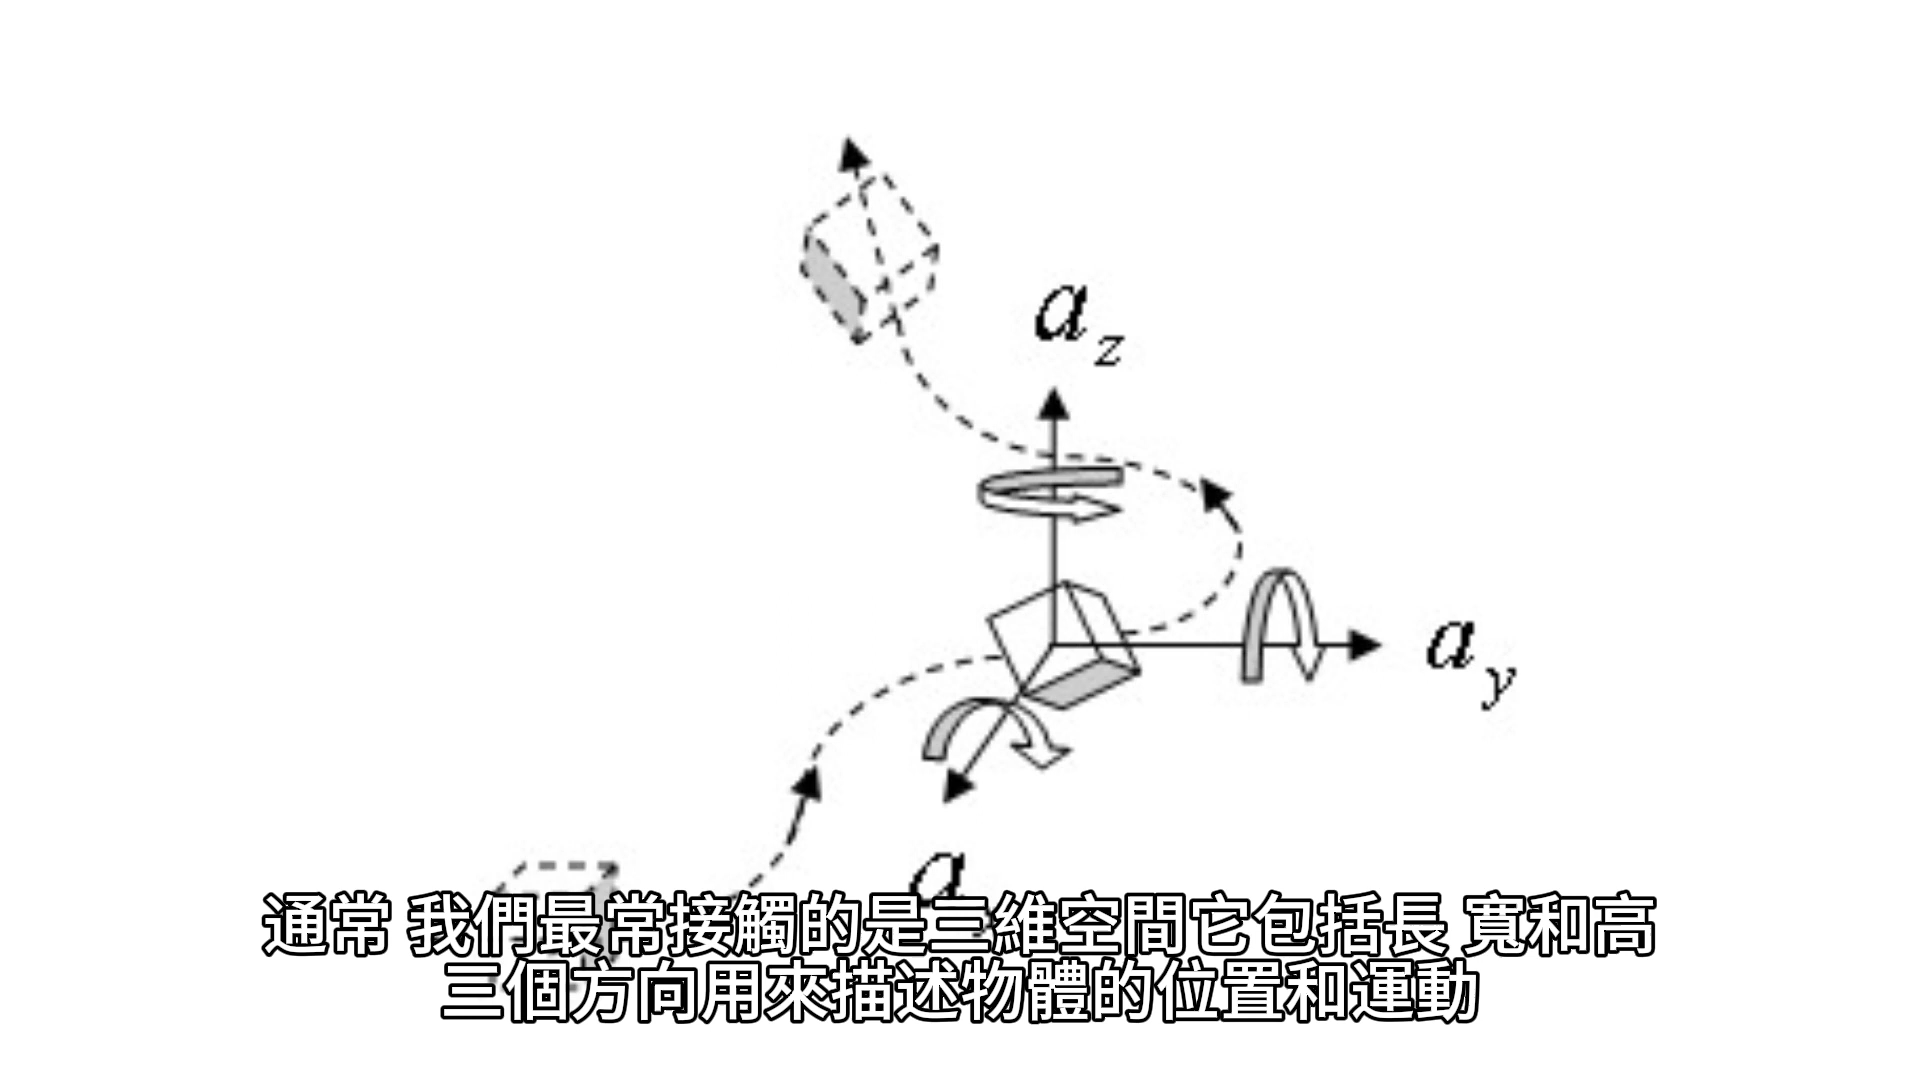 a z
a y
a
通常 我們最常接觸的是三維空間它包括長 寬和高
三個方向用來描述物體的位置和運動